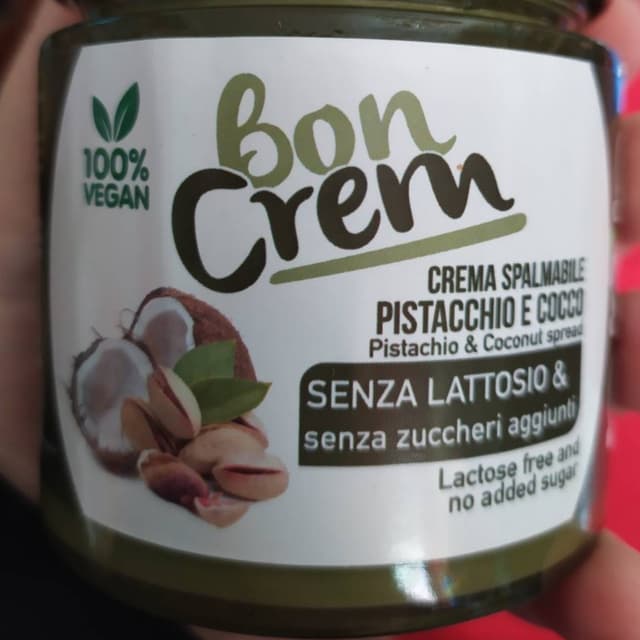 100%
VEGAN
Bon
Crem
CREMA SPALMABILE
PISTACCHIO E COCCO
Pistachio & Coconut spread
SENZA LATTOSIO &
senza zuccheri aggiunti
Lactose free and
no added sugar